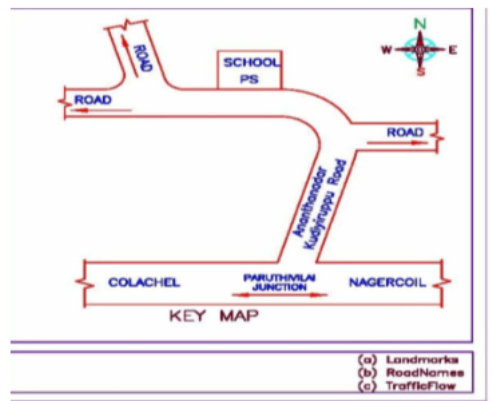 N
W E
S
ROAD
SCHOOL
PS
ROAD
ROAD
Ananthanadar
Kudiyiruppu Road
COLACHEL
PARUTHIVILAI
JUNCTION
NAGERCOIL
KEY MAP
(a) Landmarks
(b) RoadNames
(c) TrafficFlow